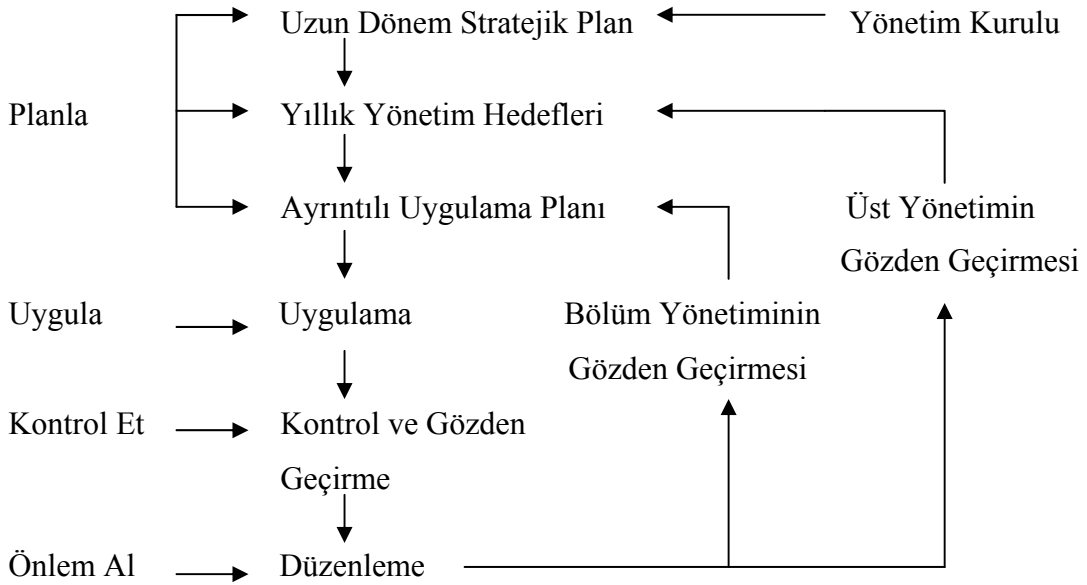 Uzun Dönem Stratejik Plan
Yönetim Kurulu
Planla
Yıllık Yönetim Hedefleri
Ayrıntılı Uygulama Planı
Üst Yönetimin
Gözden Geçirmesi
Uygula
Uygulama
Bölüm Yönetiminin
Gözden Geçirmesi
Kontrol Et
Kontrol ve Gözden
Geçirme
Önlem Al
Düzenleme